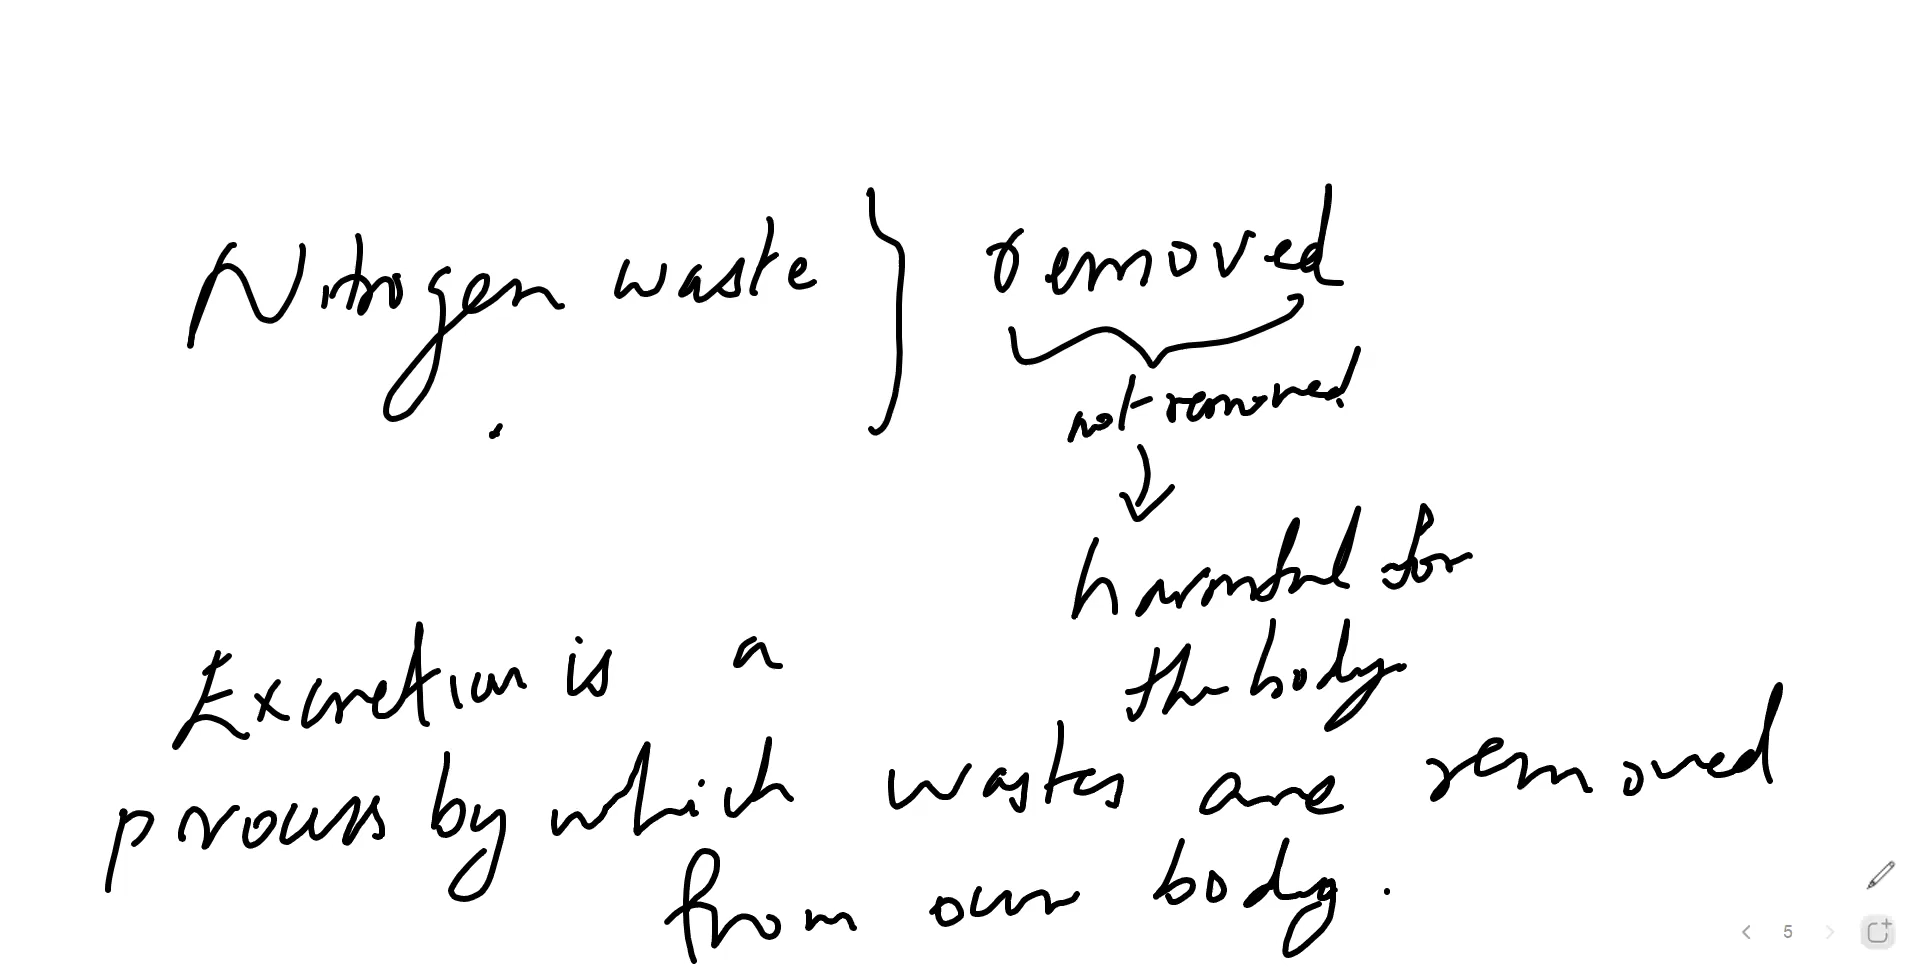 Nitrogen waste } removed
not removed
↓
harmful for
the body
Excretion is a
process by which wastes are removed
from our body.
5